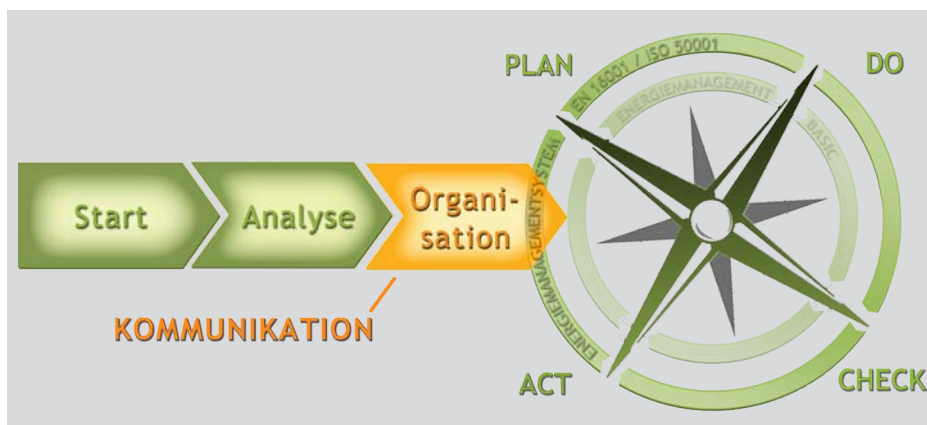 PLAN
DO
EN 16001 / ISO 50001
ENERGIEMANAGEMENT
BASIC
ENERGIEMANAGEMENTSYSTEM
Start
Analyse
Organi-
sation
KOMMUNIKATION
ACT
CHECK